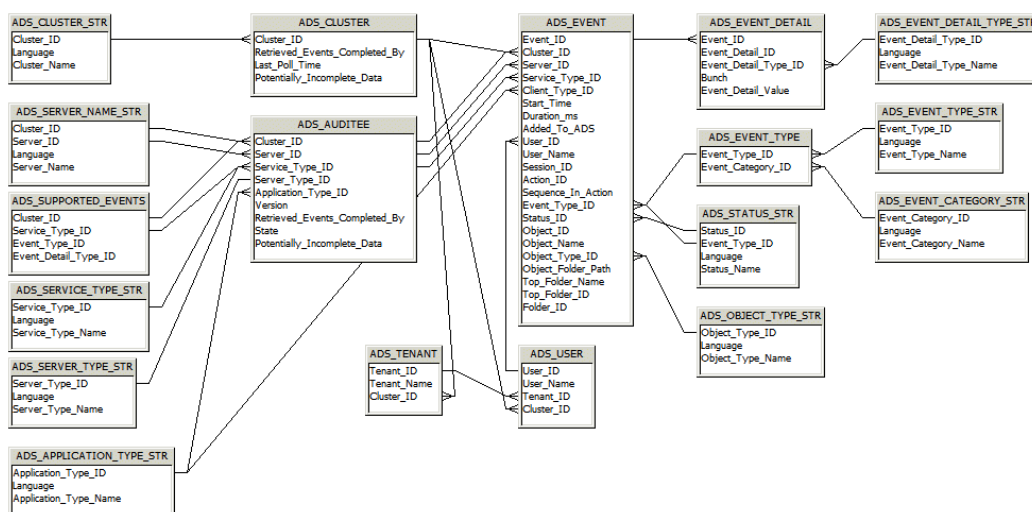 ADS_CLUSTER_STR
Cluster_ID
Language
Cluster_Name
ADS_SERVER_NAME_STR
Cluster_ID
Server_ID
Language
Server_Name
ADS_SUPPORTED_EVENTS
Cluster_ID
Service_Type_ID
Event_Type_ID
Event_Detail_Type_ID
ADS_SERVICE_TYPE_STR
Service_Type_ID
Language
Service_Type_Name
ADS_SERVER_TYPE_STR
Server_Type_ID
Language
Server_Type_Name
ADS_APPLICATION_TYPE_STR
Application_Type_ID
Language
Application_Type_Name
ADS_CLUSTER
Cluster_ID
Retrieved_Events_Completed_By
Last_Poll_Time
Potentially_Incomplete_Data
ADS_AUDITEE
Cluster_ID
Server_ID
Service_Type_ID
Server_Type_ID
Application_Type_ID
Version
Retrieved_Events_Completed_By
State
Potentially_Incomplete_Data
ADS_TENANT
Tenant_ID
Tenant_Name
Cluster_ID
ADS_EVENT
Event_ID
Cluster_ID
Server_ID
Service_Type_ID
Client_Type_ID
Start_Time
Duration_ms
Added_To_ADS
User_ID
User_Name
Session_ID
Action_ID
Sequence_In_Action
Event_Type_ID
Status_ID
Object_ID
Object_Name
Object_Type_ID
Object_Folder_Path
Top_Folder_Name
Top_Folder_ID
Folder_ID
ADS_USER
User_ID
User_Name
Tenant_ID
Cluster_ID
ADS_EVENT_DETAIL
Event_ID
Event_Detail_ID
Event_Detail_Type_ID
Bunch
Event_Detail_Value
ADS_EVENT_TYPE
Event_Type_ID
Event_Category_ID
ADS_STATUS_STR
Status_ID
Event_Type_ID
Language
Status_Name
ADS_OBJECT_TYPE_STR
Object_Type_ID
Language
Object_Type_Name
ADS_EVENT_DETAIL_TYPE_STR
Event_Detail_Type_ID
Language
Event_Detail_Type_Name
ADS_EVENT_TYPE_STR
Event_Type_ID
Language
Event_Type_Name
ADS_EVENT_CATEGORY_STR
Event_Category_ID
Language
Event_Category_Name